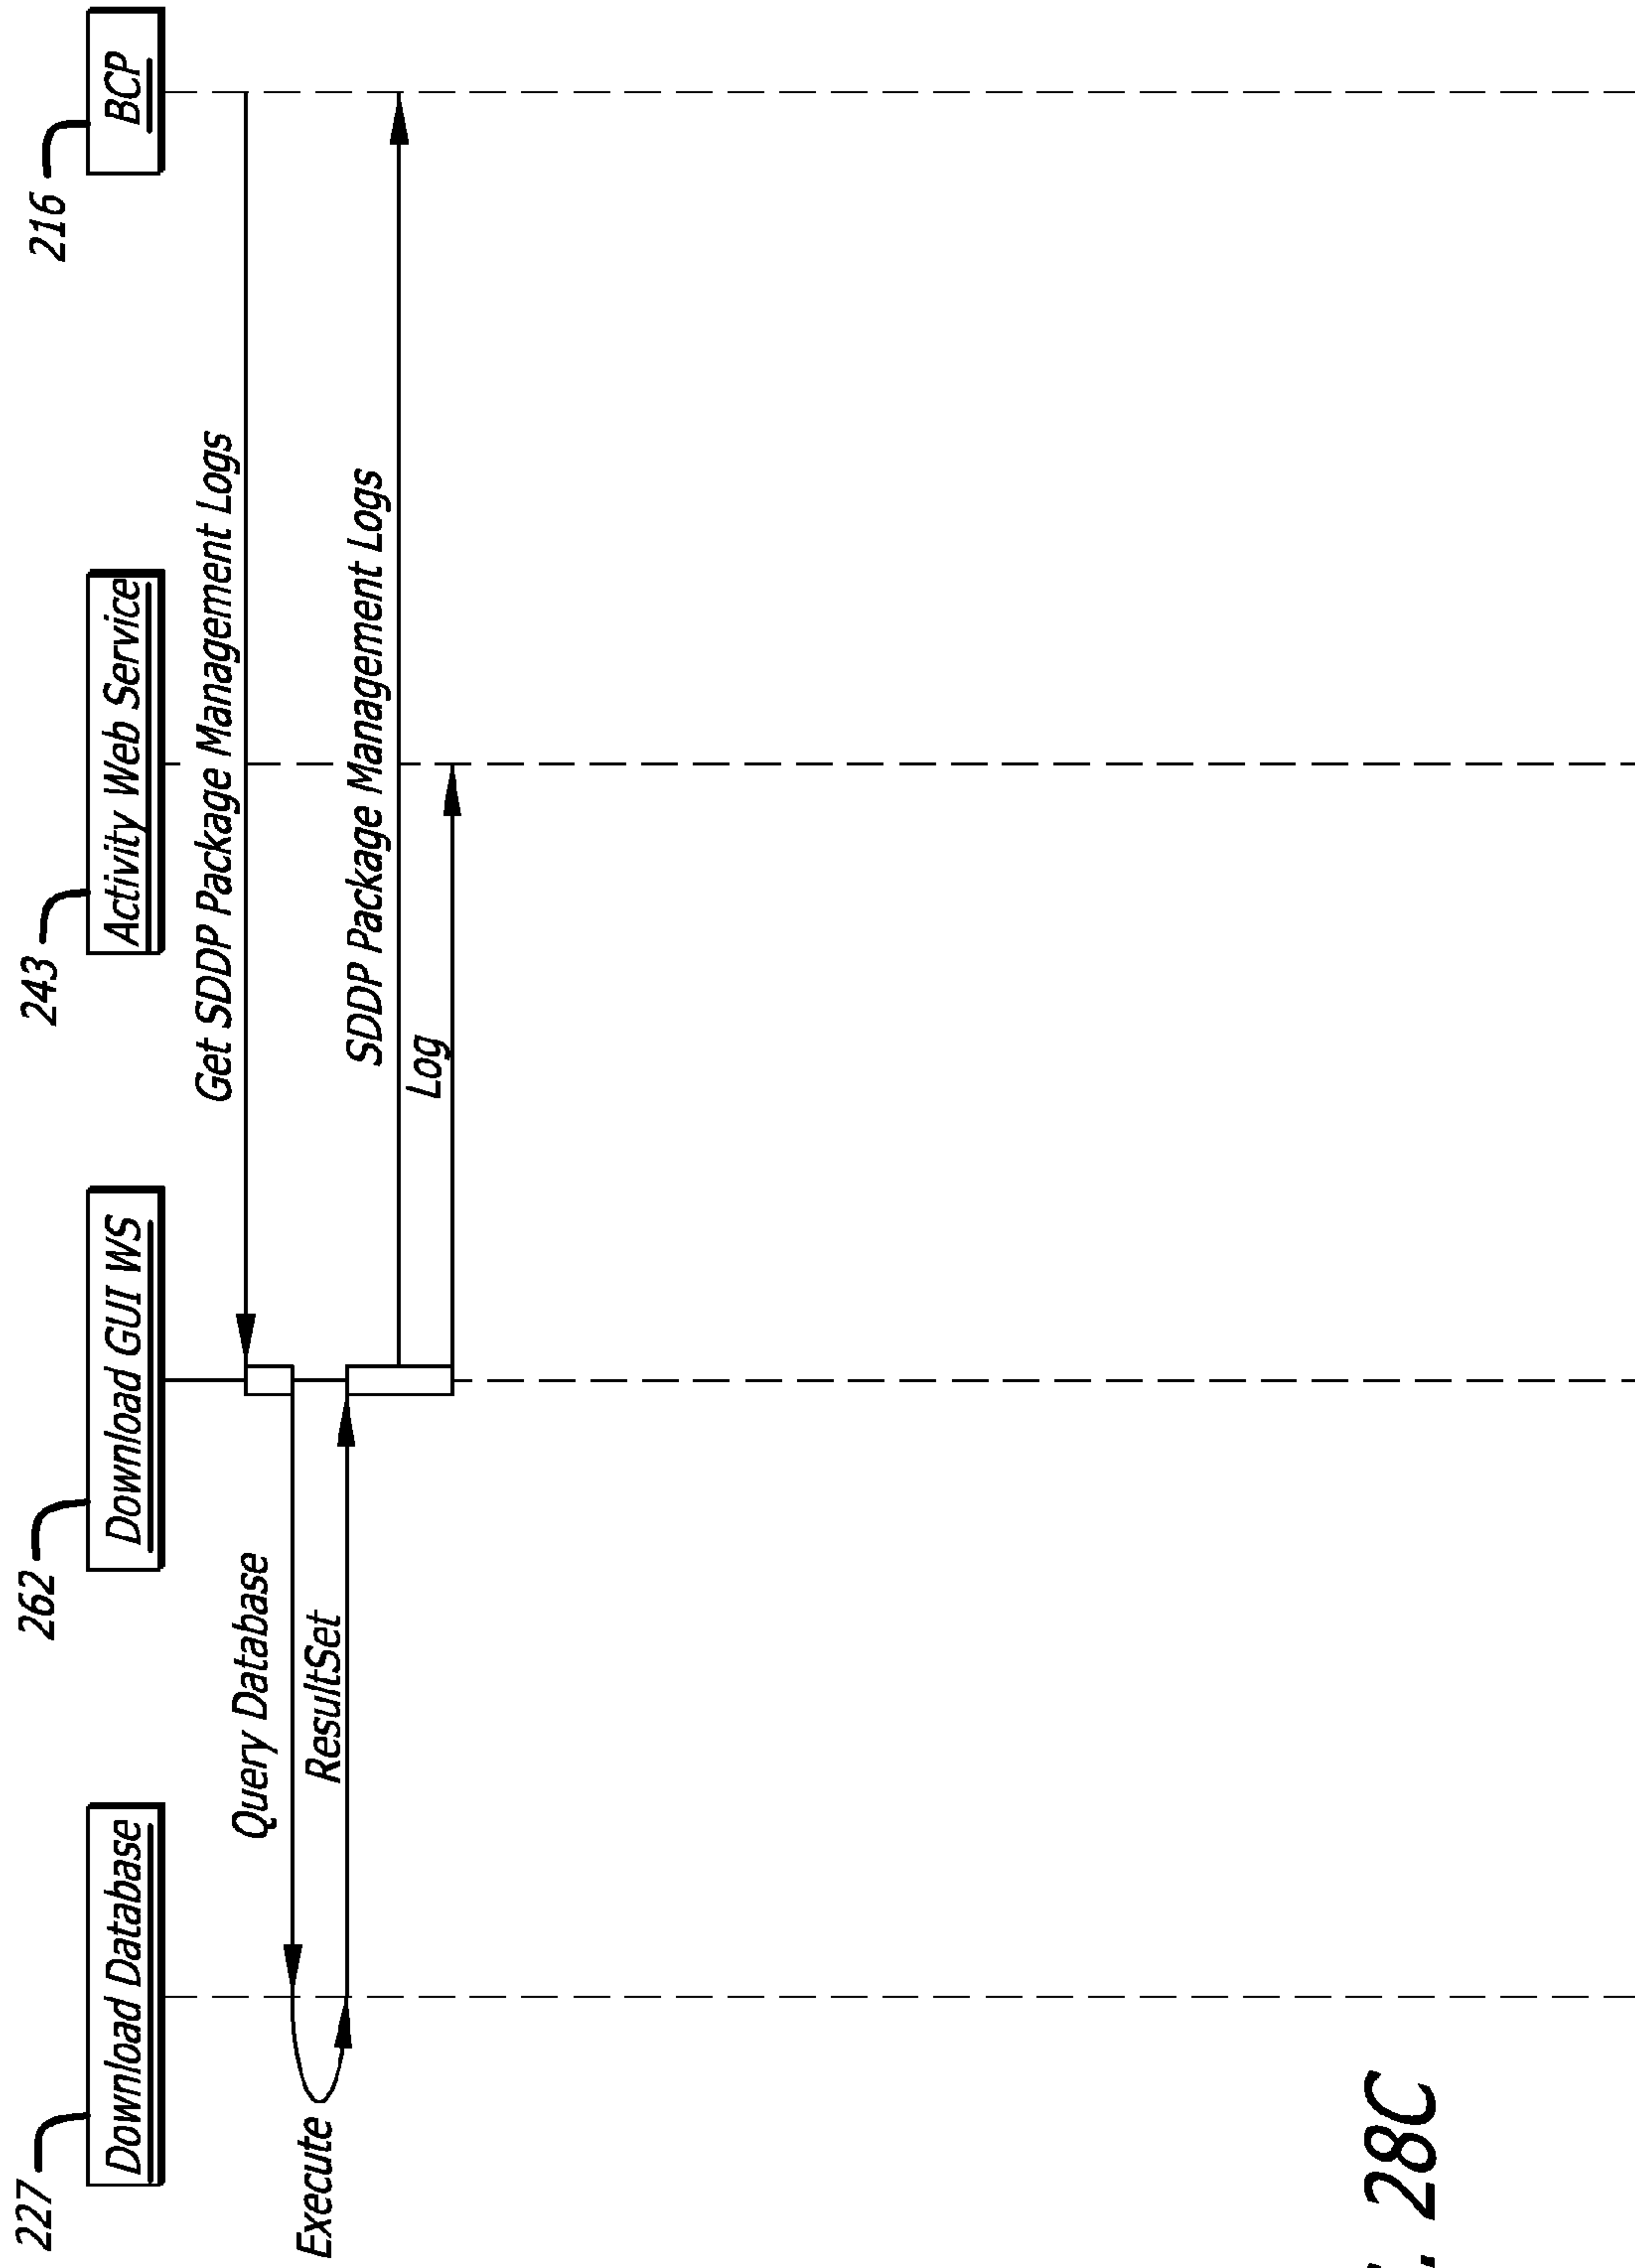 227
262
243
216
Download Database
Download GUI WS
Activity Web Service
BCP
Get SDDP Package Management Logs
Query Database
Execute
ResultSet
SDDP Package Management Logs
Log
28C